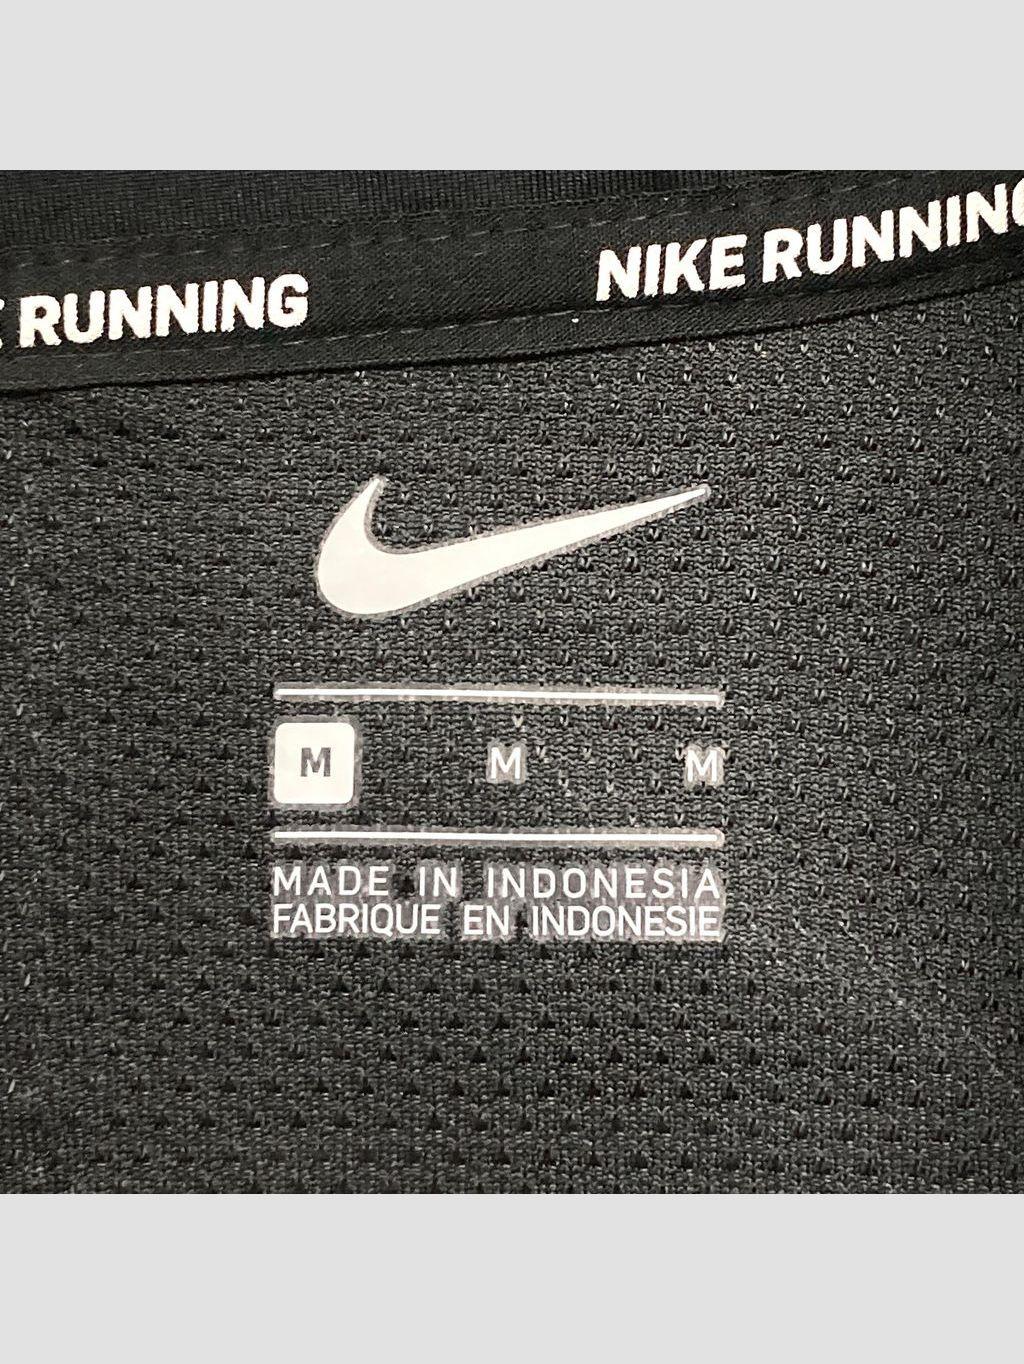 RUNNING
NIKE RUNNING
M M M
MADE IN INDONESIA
FABRIQUE EN INDONESIE